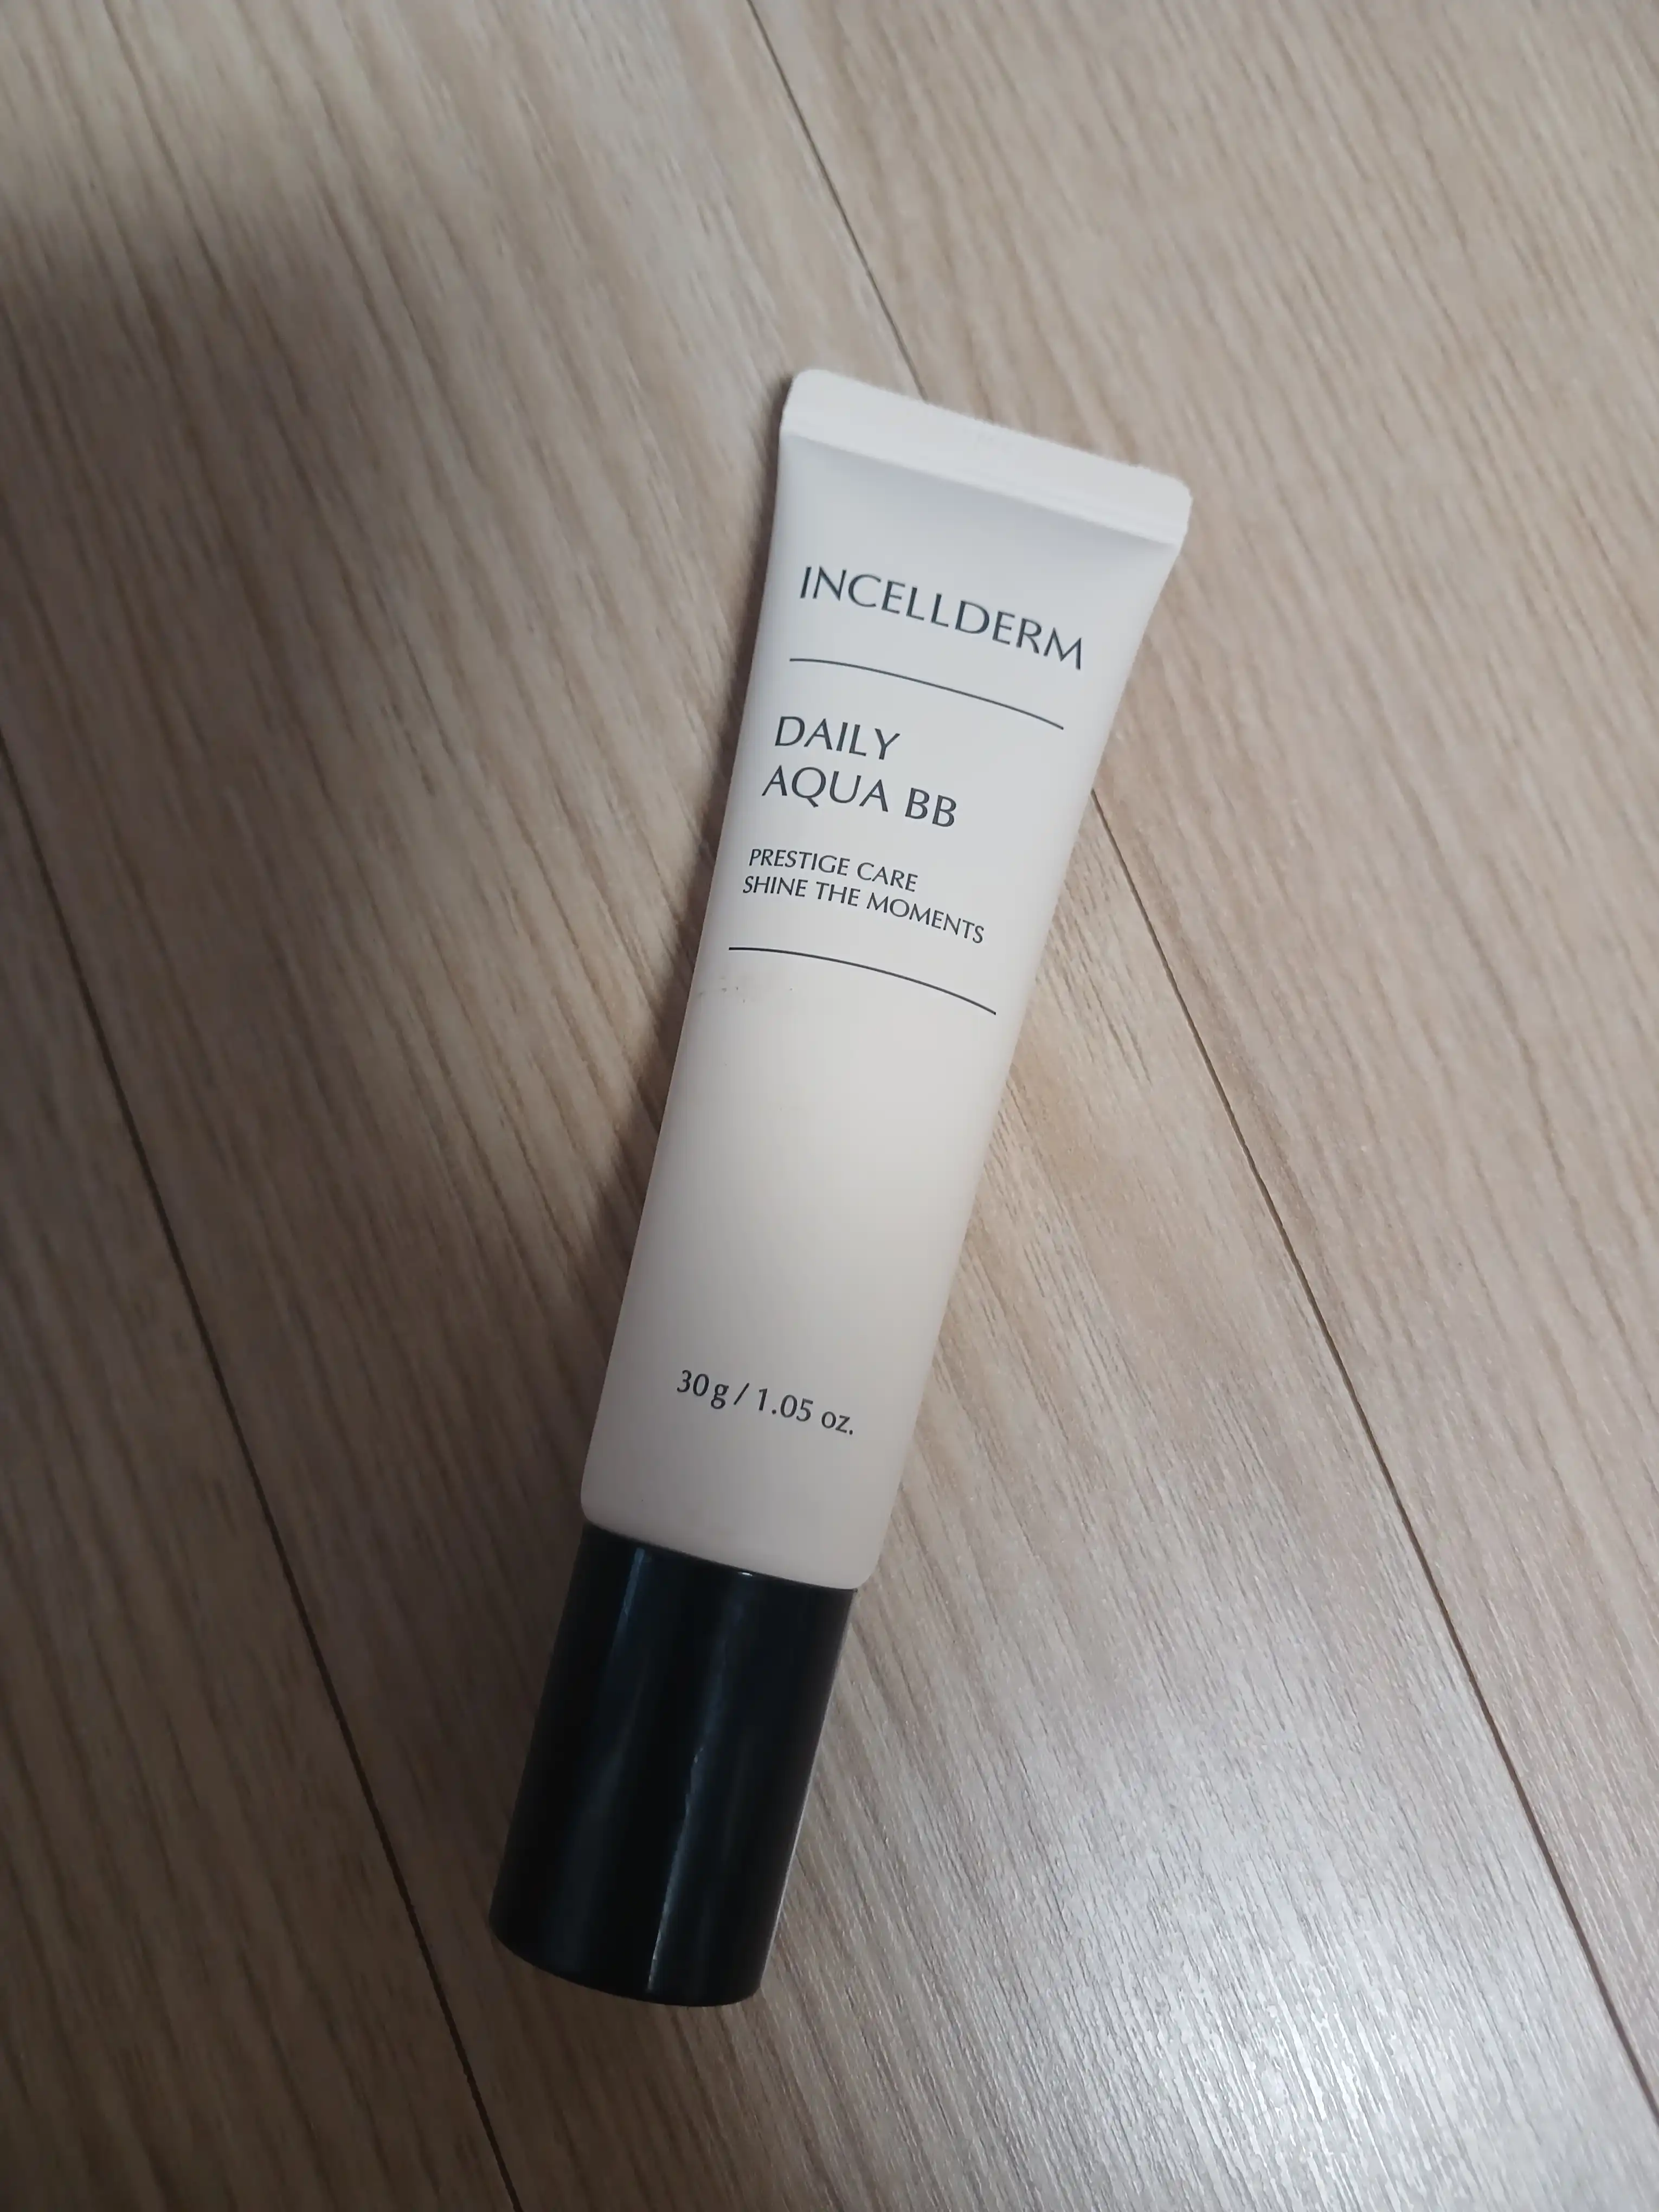 INCELLDERM
DAILY
AQUA BB
PRESTIGE CARE
SHINE THE MOMENTS
30g / 1.05 oz.